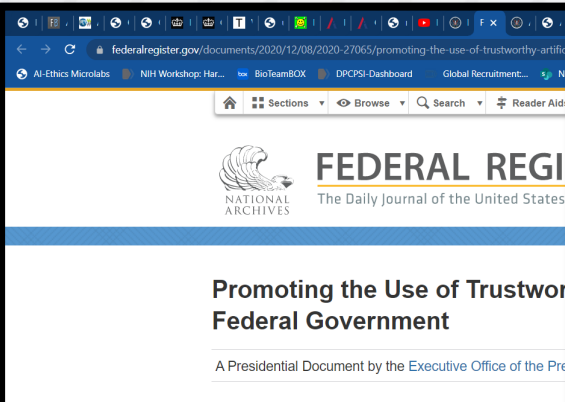 F
federalregister.gov/documents/2020/12/08/2020-27065/promoting-the-use-of-trustworthy-artific
AI-Ethics Microlabs NIH Workshop: Har... box BioTeamBOX DPCPSI-Dashboard Global Recruitment:... N
Sections Browse Search Reader Aids
NATIONAL
ARCHIVES
FEDERAL REGI
The Daily Journal of the United States
Promoting the Use of Trustwor
Federal Government
A Presidential Document by the Executive Office of the Pre